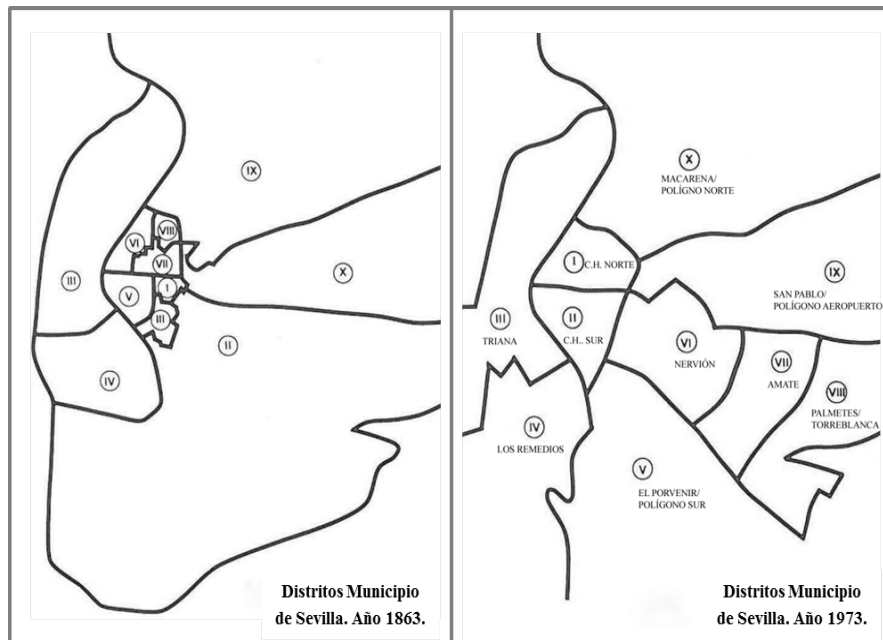 IX
VIII
VI
VII
X
III
I
V
III
II
IV
Distritos Municipio
de Sevilla. Año 1863.
X
MACARENA/
POLÍGNO NORTE
I C.H. NORTE
IX
SAN PABLO/
POLÍGONO AEROPUERTO
III
TRIANA
II
C.H.. SUR
VI
NERVIÓN
VII
AMATE
VIII
PALMETES/
TORREBLANCA
IV
LOS REMEDIOS
V
EL PORVENIR/
POLÍGONO SUR
Distritos Municipio
de Sevilla. Año 1973.